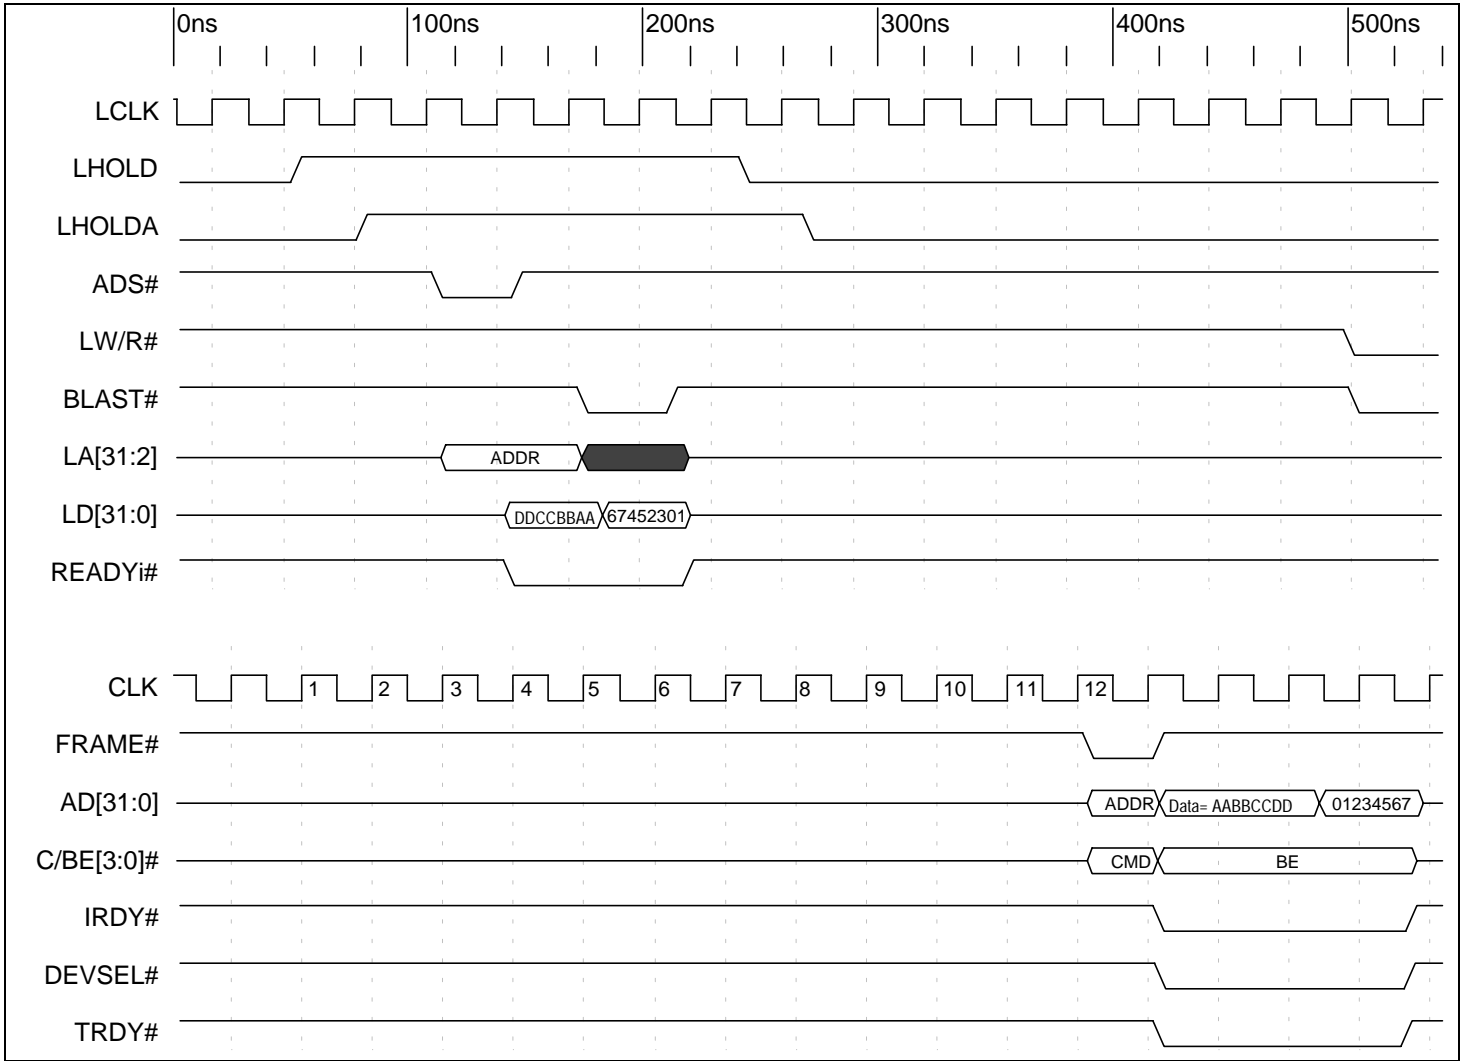 0ns 100ns 200ns 300ns 400ns 500ns
LCLK
LHOLD
LHOLDA
ADS#
LW/R#
BLAST#
LA[31:2] ADDR
LD[31:0] DDCCBBAA 67452301
READYi#
CLK 1 2 3 4 5 6 7 8 9 10 11 12
FRAME#
AD[31:0] ADDR Data= AABBCCDD 01234567
C/BE[3:0]# CMD BE
IRDY#
DEVSEL#
TRDY#